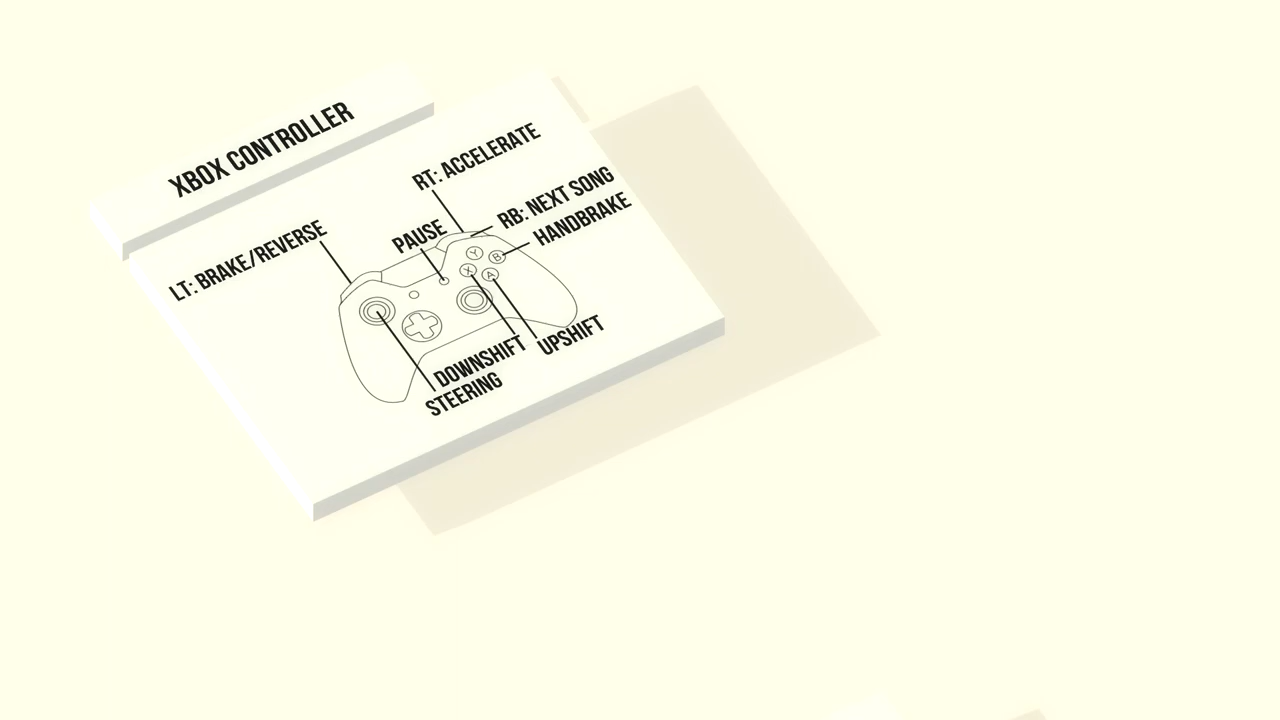 XBOX CONTROLLER
RT: ACCELERATE
RB: NEXT SONG
HANDBRAKE
PAUSE
LT: BRAKE/REVERSE
Y
B
X
A
UPSHIFT
DOWNSHIFT
STEERING